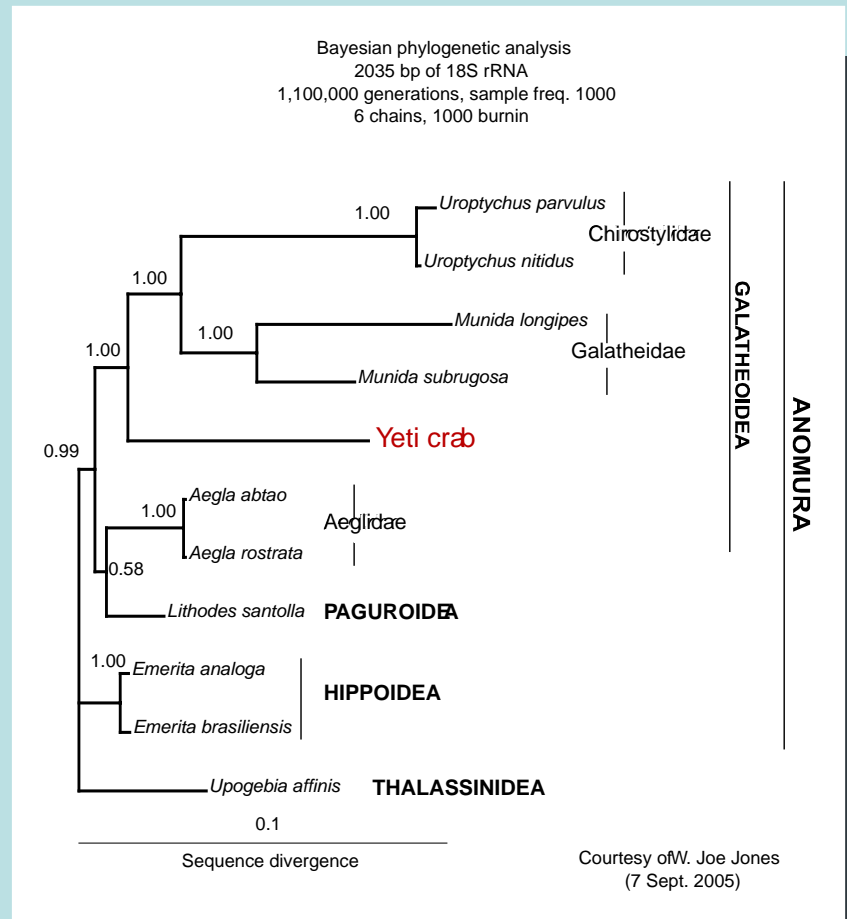 Bayesian phylogenetic analysis
2035 bp of 18S rRNA
1,100,000 generations, sample freq. 1000
6 chains, 1000 burnin
1.00
Uroptychus parvulus
Chirostylidae
Uroptychus nitidus
1.00
1.00
Munida longipes
Galatheidae
Munida subrugosa
1.00
Yeti crab
GALATHEOIDEA
ANOMURA
0.99
Aegla abtao
1.00
Aeglidae
Aegla rostrata
0.58
Lithodes santolla
PAGUROIDEA
1.00
Emerita analoga
HIPPOIDEA
Emerita brasiliensis
Upogebia affinis
THALASSINIDEA
0.1
Sequence divergence
Courtesy of W. Joe Jones
(7 Sept. 2005)